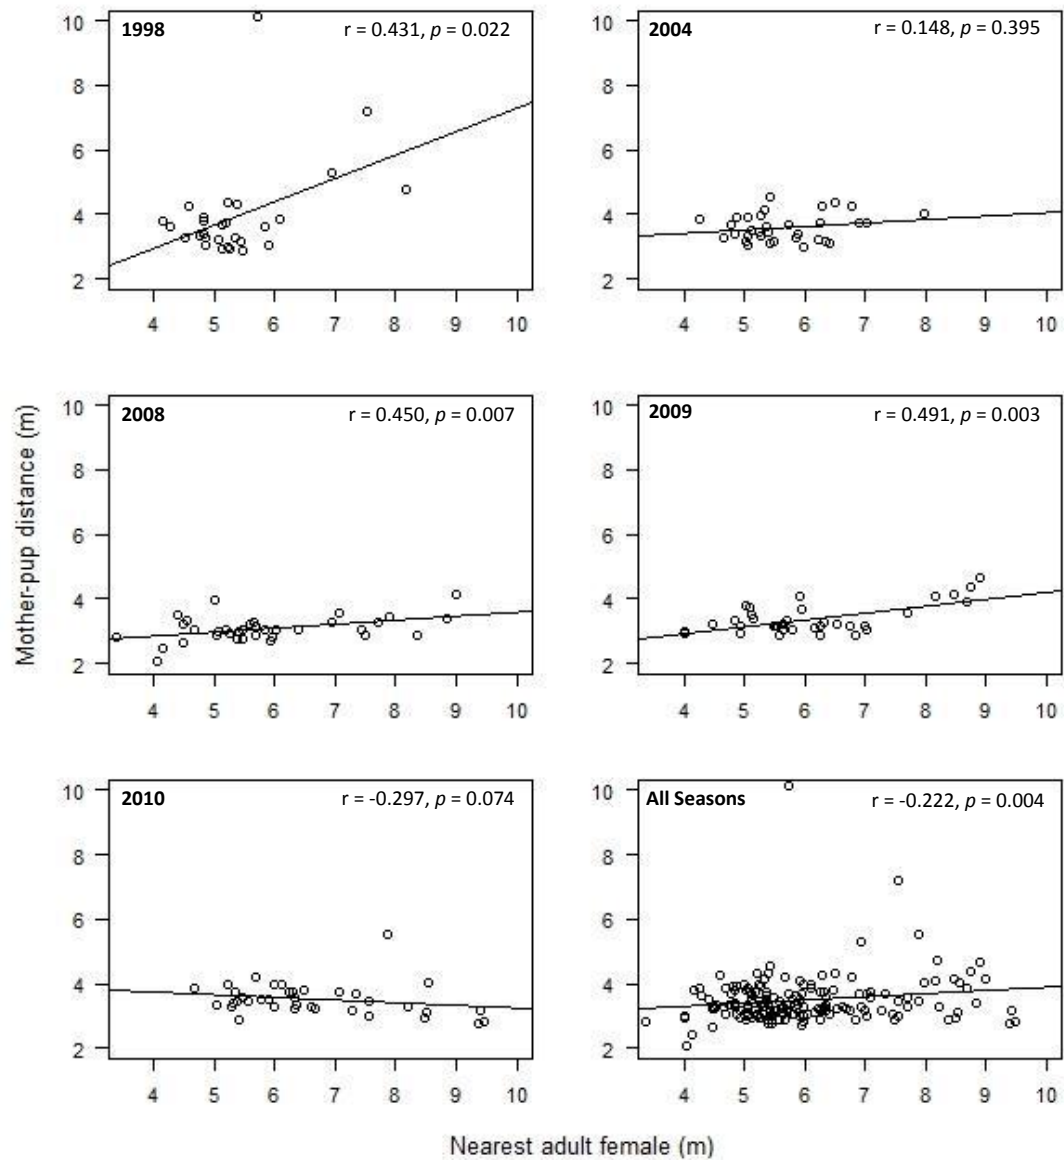 1998 r = 0.431, p = 0.022
10
8
6
4
2
4 5 6 7 8 9 10
2004 r = 0.148, p = 0.395
10
8
6
4
2
4 5 6 7 8 9 10
Mother-pup distance (m)
2008 r = 0.450, p = 0.007
10
8
6
4
2
4 5 6 7 8 9 10
2009 r = 0.491, p = 0.003
10
8
6
4
2
4 5 6 7 8 9 10
2010 r = -0.297, p = 0.074
10
8
6
4
2
4 5 6 7 8 9 10
All Seasons r = -0.222, p = 0.004
10
8
6
4
2
4 5 6 7 8 9 10
Nearest adult female (m)